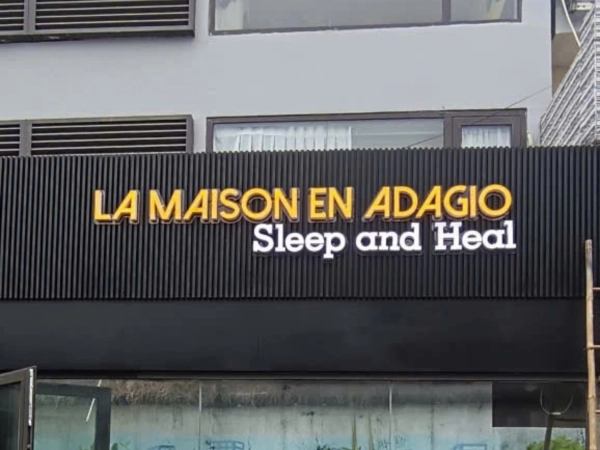 LA MAISON EN ADAGIO
Sleep and Heal